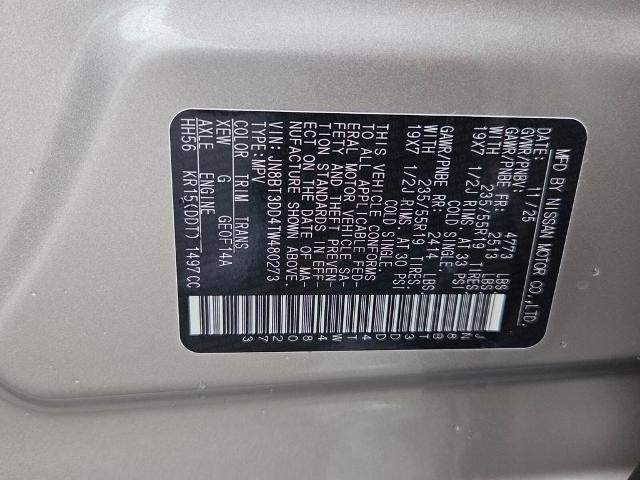 MFD BY NISSAN MOTOR CO.,LTD.
DATE: 11/25
GVWR/PNBV: 4773 LBS
GAWR/PNBE FR: 2513 LBS
WITH 235/55R19 TIRES.
19X7 1/2J RIMS AT 33 PSI
COLD SINGLE.
GAWR/PNBE RR: 2414 LBS
WITH 235/55R19 TIRES.
19X7 1/2J RIMS AT 30 PSI
COLD SINGLE.
THIS VEHICLE CONFORMS
TO ALL APPLICABLE FED-
ERAL MOTOR VEHICLE SA-
FETY AND THEFT PREVEN-
TION STANDARDS IN EFF-
ECT ON THE DATE OF MA-
NUFACTURE SHOWN ABOVE.
VIN: JN8BT3DD4TW480273
TYPE:MPV
COLOR TRIM TRANS
XEW G GE0F14A
AXLE ENGINE
HH56 KR15(DDT) 1497CC
JN8BT3DD4TW480273